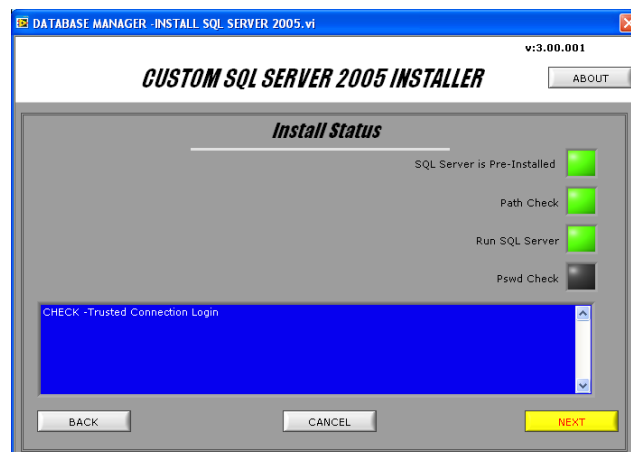 DATABASE MANAGER -INSTALL SQL SERVER 2005.vi
v:3.00.001
CUSTOM SQL SERVER 2005 INSTALLER
ABOUT
Install Status
SQL Server is Pre-Installed
Path Check
Run SQL Server
Pswd Check
CHECK -Trusted Connection Login
BACK
CANCEL
NEXT